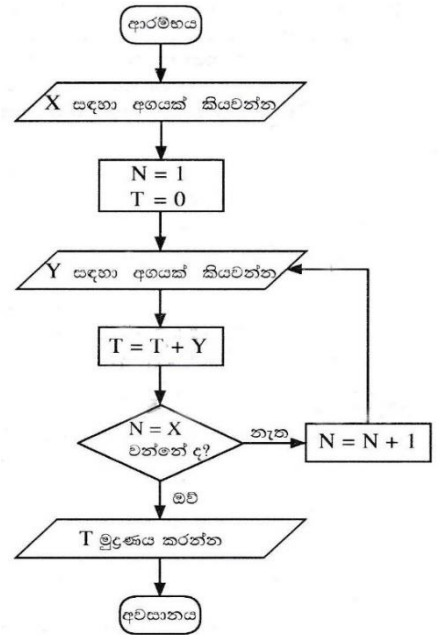 ආරම්භය
X සඳහා අගයක් කියවන්න
N = 1
T = 0
Y සඳහා අගයක් කියවන්න
T = T + Y
N = X
වන්නේ ද?
නැත
N = N + 1
ඔව්
T මුද්‍රණය කරන්න
අවසානය